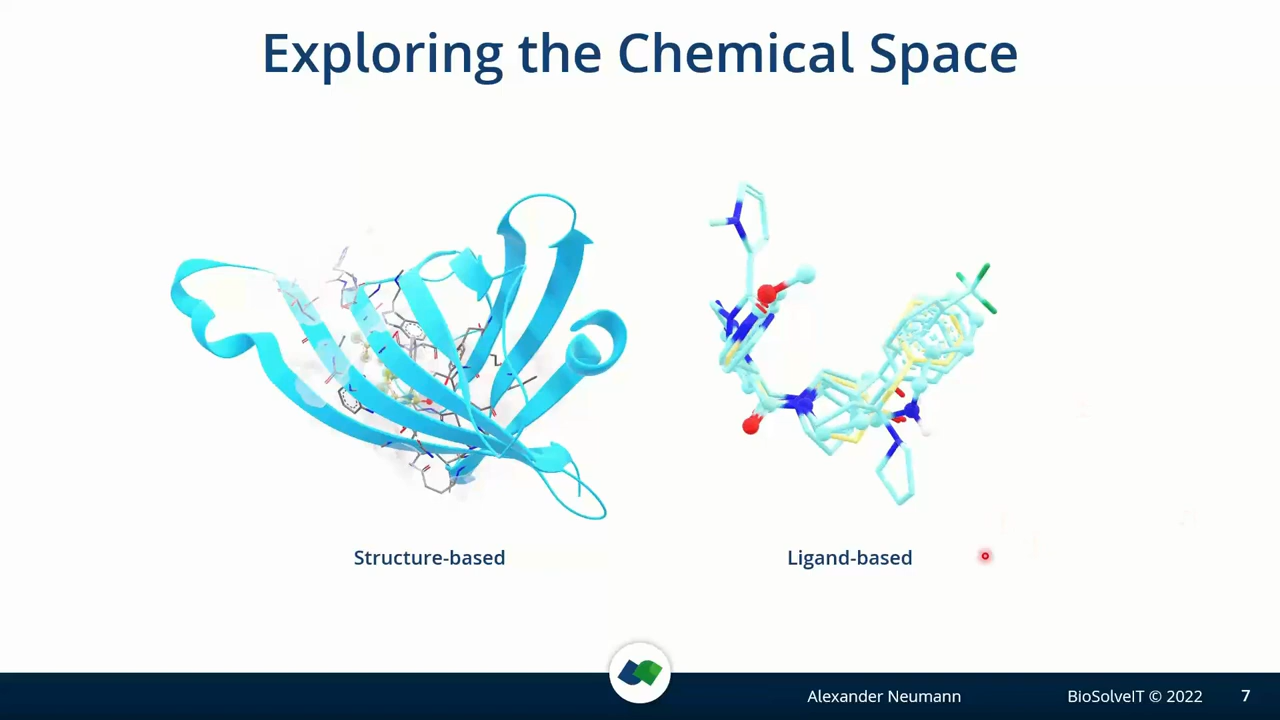 Exploring the Chemical Space
Structure-based
Ligand-based
Alexander Neumann
BioSolveIT © 2022
7